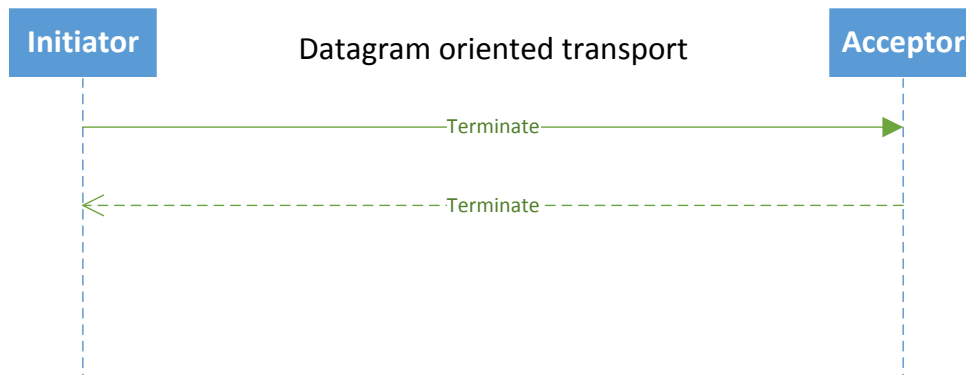 Initiator
Datagram oriented transport
Acceptor
Terminate
Terminate